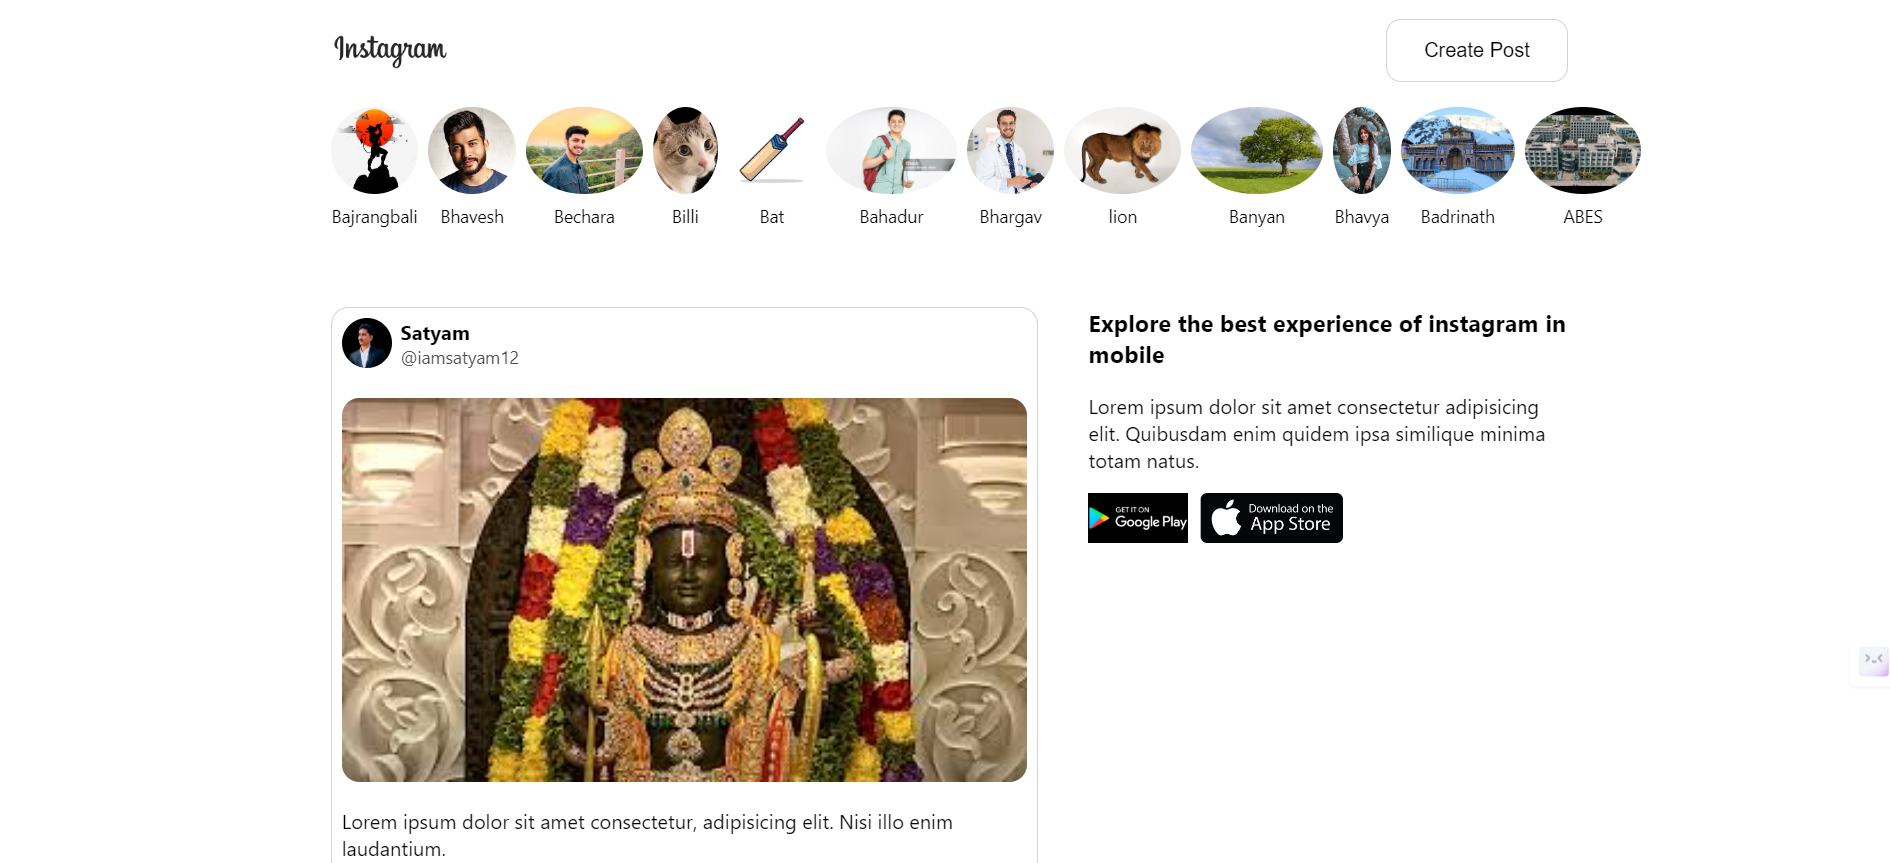 Instagram
Create Post
Bajrangbali Bhavesh Bechara Billi Bat Bahadur Bhargav lion Banyan Bhavya Badrinath ABES
Satyam
@iamsatyam12
Lorem ipsum dolor sit amet consectetur, adipisicing elit. Nisi illo enim
laudantium.
Explore the best experience of instagram in
mobile
Lorem ipsum dolor sit amet consectetur adipisicing
elit. Quibusdam enim quidem ipsa similique minima
totam natus.
GET IT ON
Google Play
Download on the
App Store